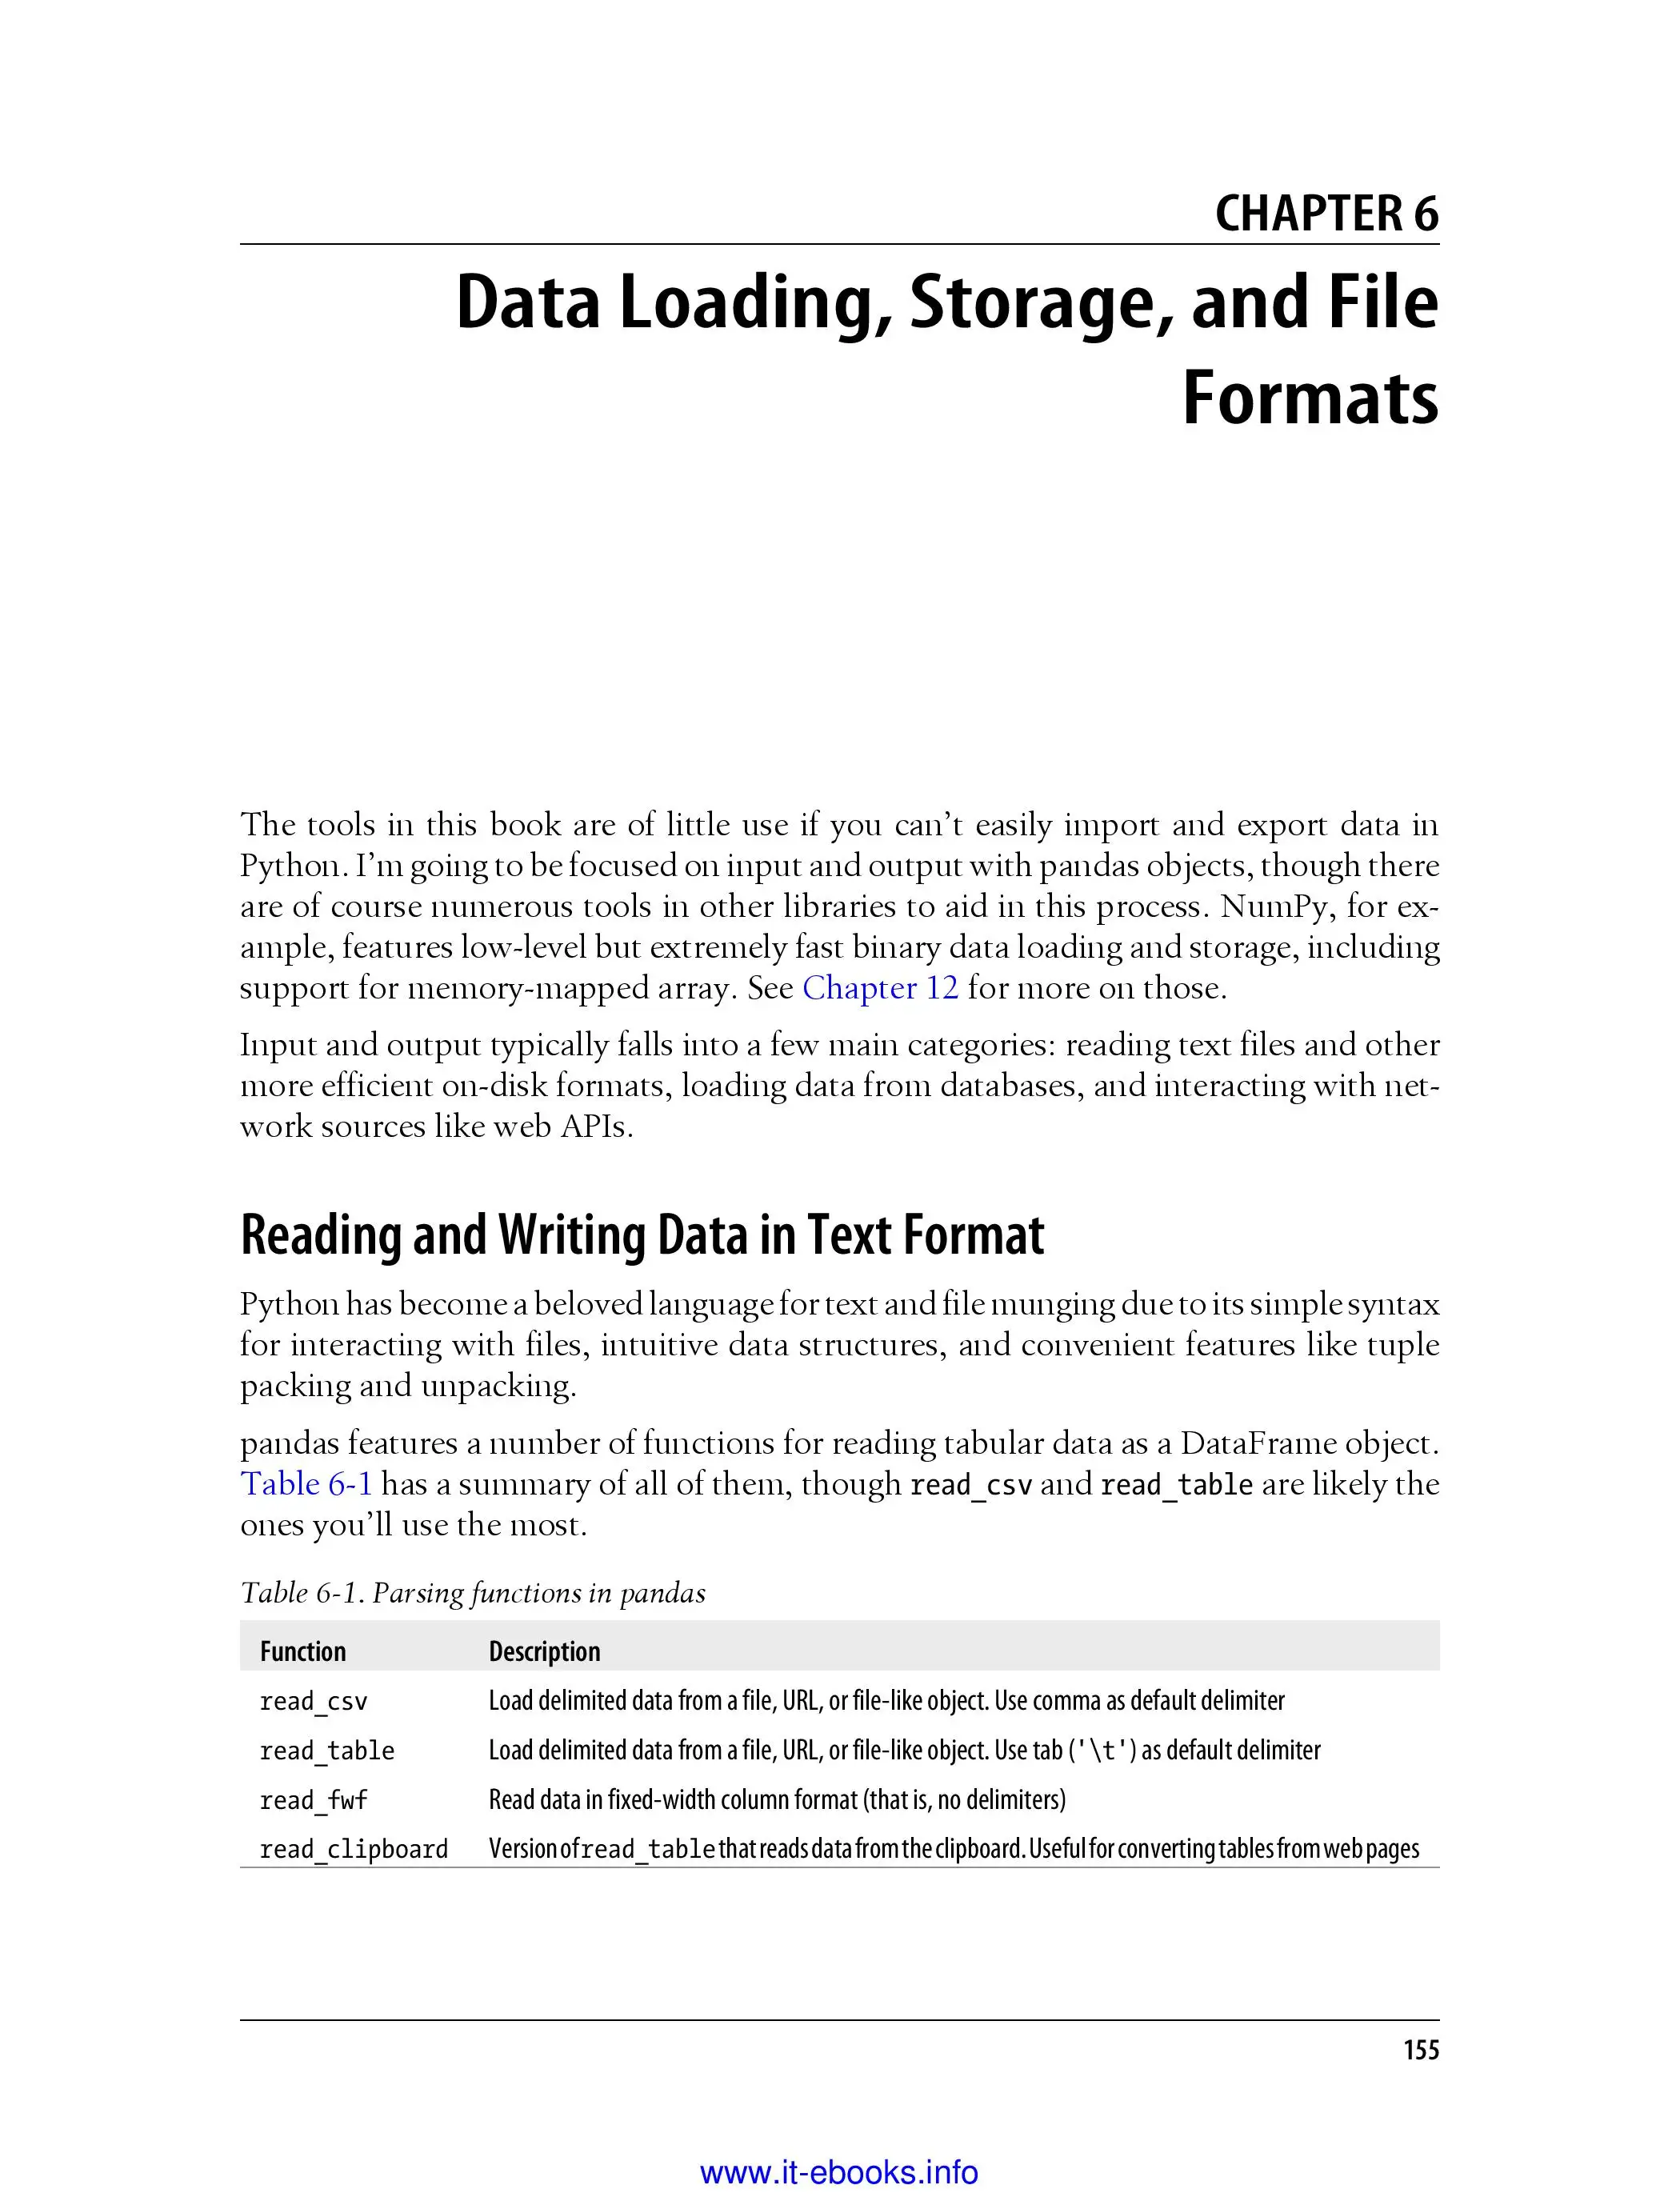 CHAPTER 6
Data Loading, Storage, and File
Formats
The tools in this book are of little use if you can’t easily import and export data in
Python. I’m going to be focused on input and output with pandas objects, though there
are of course numerous tools in other libraries to aid in this process. NumPy, for ex-
ample, features low-level but extremely fast binary data loading and storage, including
support for memory-mapped array. See Chapter 12 for more on those.
Input and output typically falls into a few main categories: reading text files and other
more efficient on-disk formats, loading data from databases, and interacting with net-
work sources like web APIs.
Reading and Writing Data in Text Format
Python has become a beloved language for text and file munging due to its simple syntax
for interacting with files, intuitive data structures, and convenient features like tuple
packing and unpacking.
pandas features a number of functions for reading tabular data as a DataFrame object.
Table 6-1 has a summary of all of them, though read_csv and read_table are likely the
ones you’ll use the most.
Table 6-1. Parsing functions in pandas
Function Description
read_csv Load delimited data from a file, URL, or file-like object. Use comma as default delimiter
read_table Load delimited data from a file, URL, or file-like object. Use tab ('\t') as default delimiter
read_fwf Read data in fixed-width column format (that is, no delimiters)
read_clipboard Version of read_table that reads data from the clipboard. Useful for converting tables from web pages
155
www.it-ebooks.info